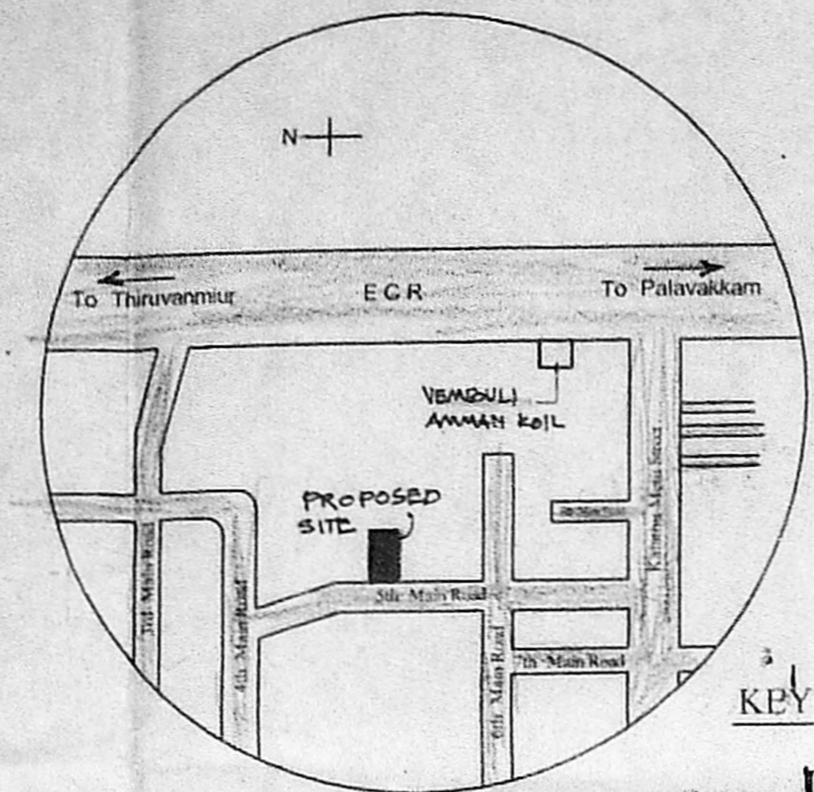 N
To Thiruvanmiur
E C R
To Palavakkam
VEMBULI
AMMAN KOIL
PROPOSED
SITE
3rd Main Road
4th Main Road
5th Main Road
6th Main Road
7th Main Road
KEY